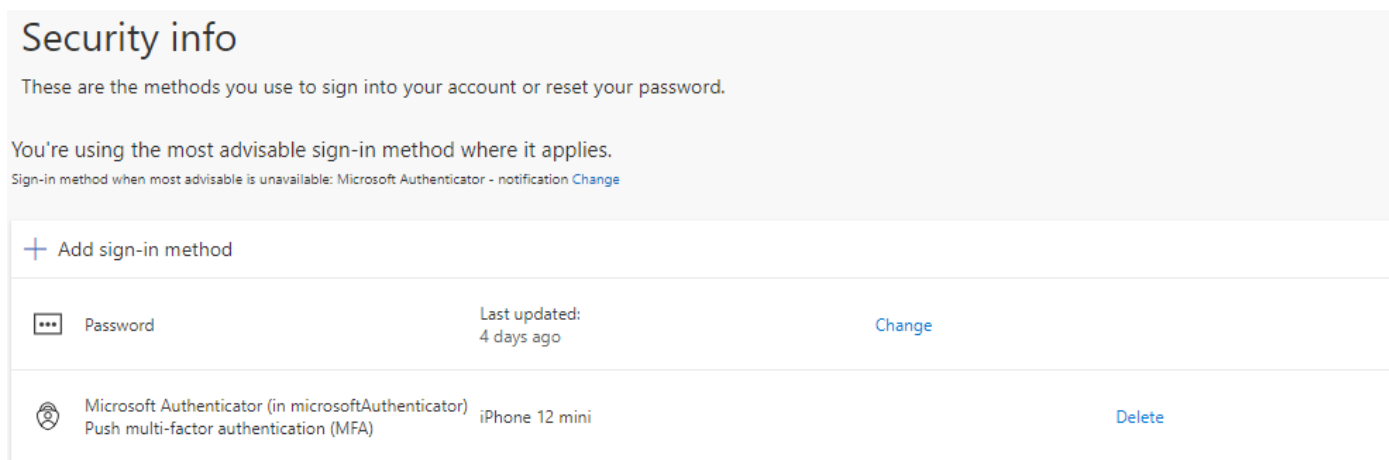 Security info
These are the methods you use to sign into your account or reset your password.
You're using the most advisable sign-in method where it applies.
Sign-in method when most advisable is unavailable: Microsoft Authenticator - notification Change
Add sign-in method
Password
Last updated:
4 days ago
Change
Microsoft Authenticator (in microsoftAuthenticator)
Push multi-factor authentication (MFA)
iPhone 12 mini
Delete